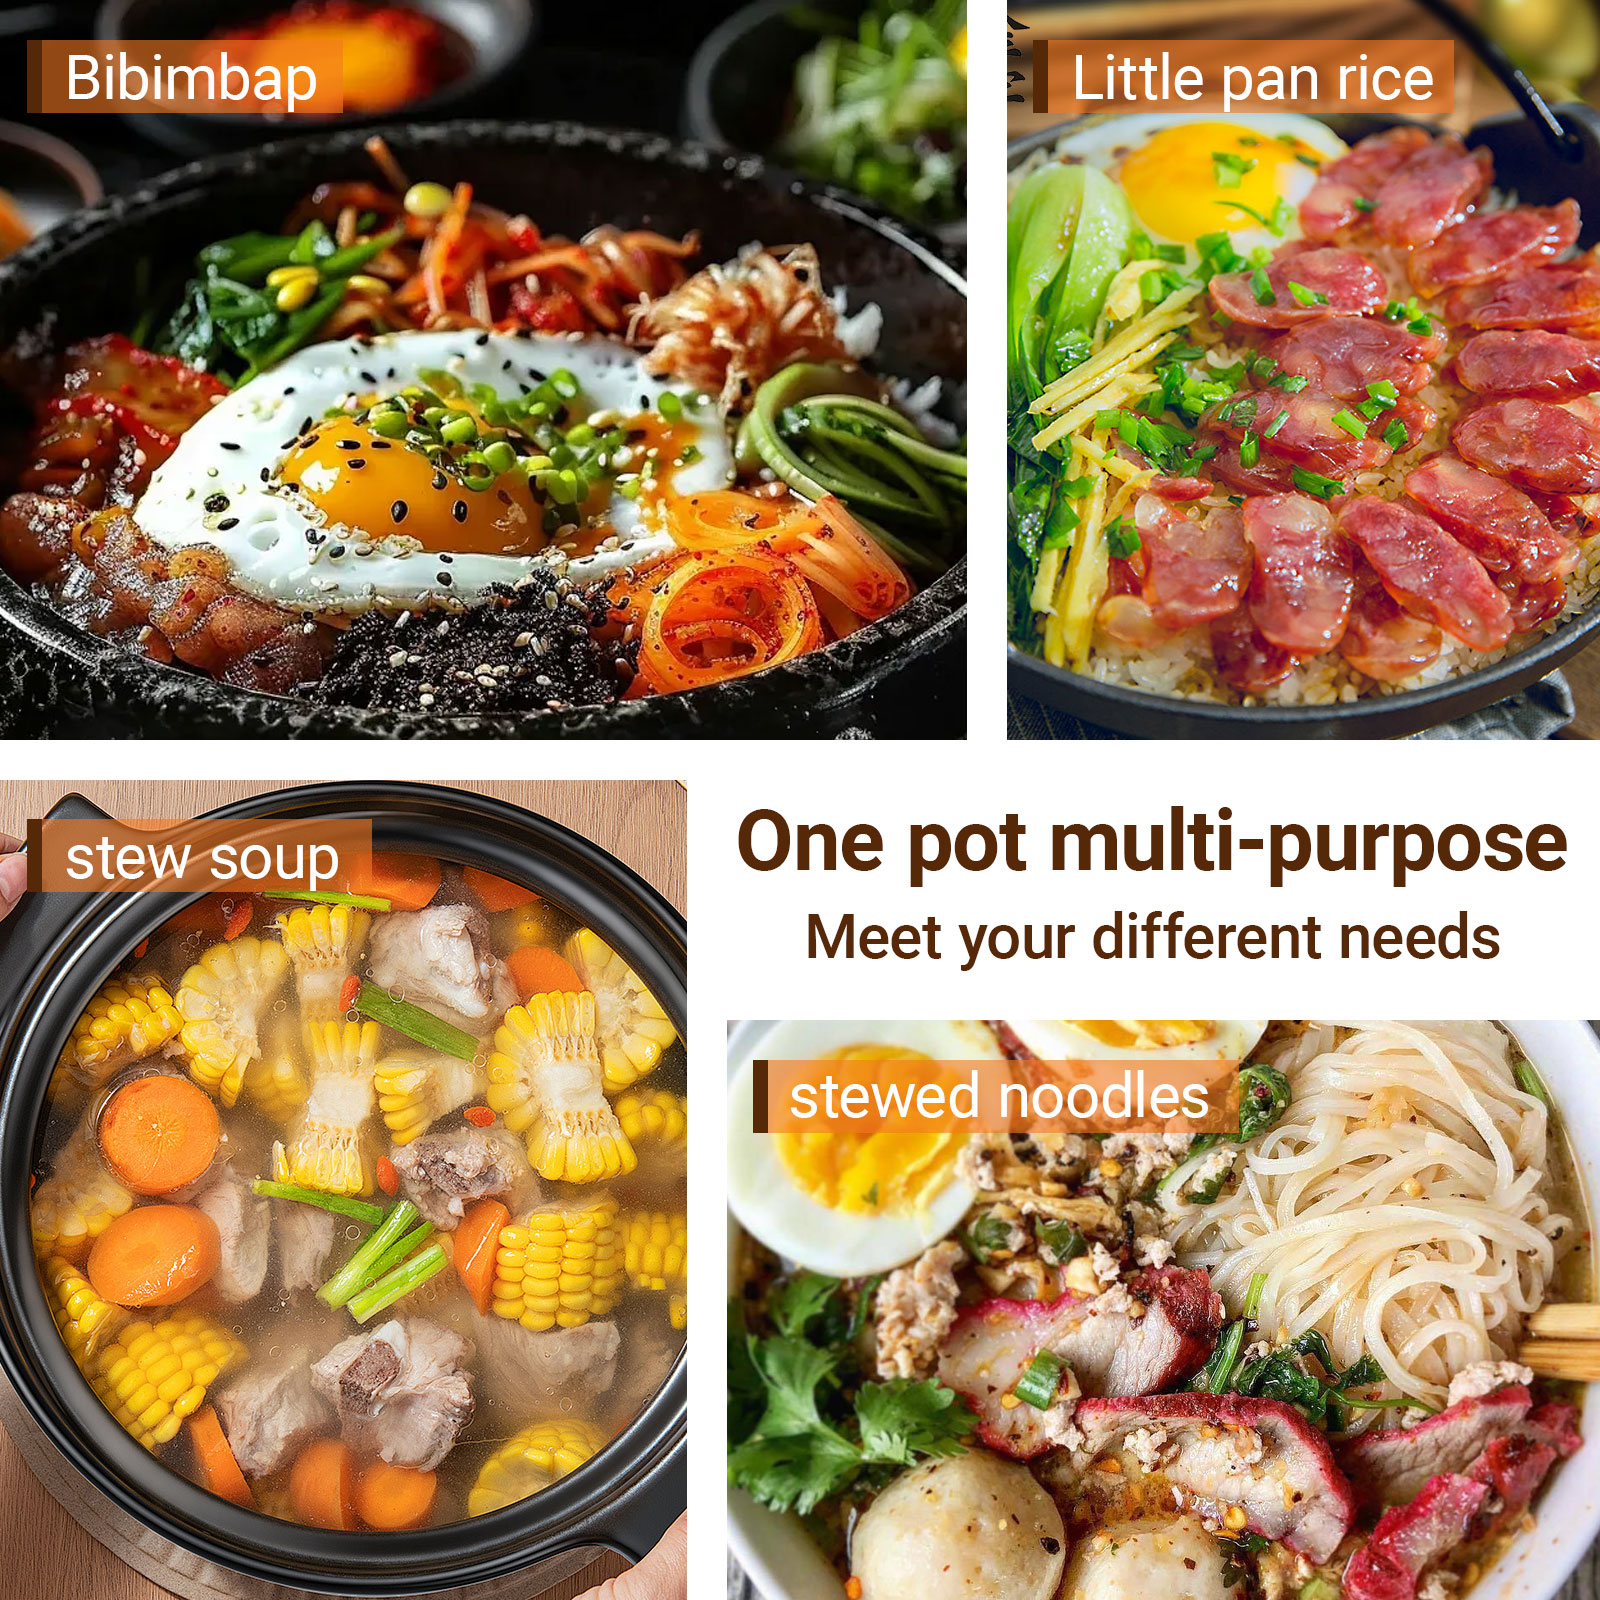 Bibimbap
Little pan rice
stew soup
One pot multi-purpose
Meet your different needs
stewed noodles